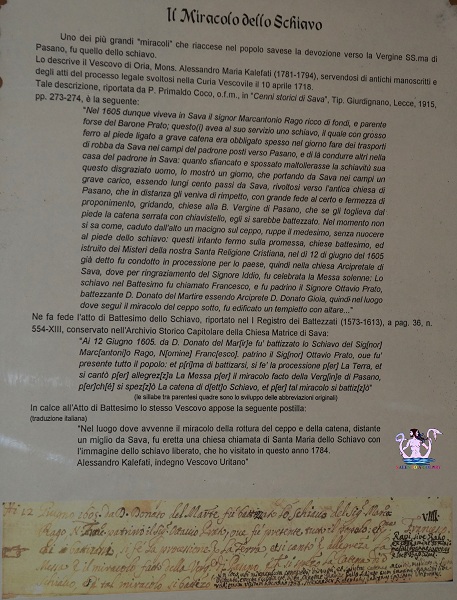 Il Miracolo dello Schiavo
Uno dei più grandi "miracoli" che riaccese nel popolo savese la devozione verso la Vergine SS.ma di
Pasano, fu quello dello schiavo.
Lo descrive il Vescovo di Oria, Mons. Alessandro Maria Kalefati (1781-1794), servendosi di antichi manoscritti e
degli atti del processo legale svoltosi nella Curia Vescovile il 10 aprile 1718.
Tale descrizione, riportata da P. Primaldo Coco, o.f.m., in "Cenni storici di Sava", Tip. Giurdignano, Lecce, 1915,
pp. 273-274, è la seguente:
"Nel 1605 dunque viveva in Sava il signor Marcantonio Rago ricco di fondi, e parente
forse del Barone Prato; questo(i) avea al suo servizio uno schiavo, il quale con grosso
ferro al piede ligato a grave catena era obbligato spesso nel giorno fare dei trasporti
di robba da Sava nei campi del padrone posti verso Pasano, e di là condurre altri nella
casa del padrone in Sava: quanto sfiancato e spossato maltollerasse la schiavitù sua
questo disgraziato uomo, lo mostrò un giorno, che portando da Sava nei campi un
grave carico, essendo lungi cento passi da Sava, rivoltosi verso l'antica chiesa di
Pasano, che in distanza gli veniva di rimpetto, con grande fede al certo e fermezza di
proponimento, gridando, chiese alla B. Vergine di Pasano, che se gli toglieva dal
piede la catena serrata con chiavistello, egli si sarebbe battezzato. Nel momento non
si sa come, caduto dall'alto un macigno sul ceppo, ruppe il medesimo, senza nuocere
al piede dello schiavo: questi intanto fermo sulla promessa, chiese battesimo, ed
istruito dei Misteri della nostra Santa Religione Cristiana, nel dì 12 di giugno del 1605
già detto fu condotto in processione per lo paese, quindi nella chiesa Arcipretale di
Sava, dove per ringraziamento del Signore Iddio, fu celebrata la Messa solenne: Lo
schiavo nel Battesimo fu chiamato Francesco, e fu padrino il Signore Ottavio Prato,
battezzante D. Donato del Martire essendo Arciprete D. Donato Gioia, quindi nel luogo
dove seguì il miracolo del ceppo sotto, fu edificato un tempietto con altare..."
Ne fa fede l'atto di Battesimo dello Schiavo, riportato nel I Registro dei Battezzati (1573-1613), a pag. 36, n.
554-XIII, conservato nell'Archivio Storico Capitolare della Chiesa Matrice di Sava:
"Al 12 Giugno 1605. da D. Donato del Mar[ir]e fu' battizzato lo Schiavo del Sig[nor]
Marc[anton]o Rago, N[omine] Franc[esco]. patrino il Sig[nor] Ottavio Prato, oue fu'
presente tutto il popolo: et p[ri]ma di battizarsi, si fe' la processione p[er] La Terra, et
si cantò p[er] allegrez[z]a La Messa p[er] il miracolo facto della Verg[in]e di Pasano,
p[er]ch[é] si spez[z]ò La catena di d[ett]o Schiavo, et p[er] tal miracolo si battiz[z]ò"
(le sillabe fra parentesi quadre sono lo sviluppo delle abbreviazioni originali)
In calce all'Atto di Battesimo lo stesso Vescovo appose la seguente postilla:
(traduzione italiana)
"Nel luogo dove avvenne il miracolo della rottura del ceppo e della catena, distante
un miglio da Sava, fu eretta una chiesa chiamata di Santa Maria dello Schiavo con
l'immagine dello schiavo liberato, che ho visitato in questo anno 1784.
Alessandro Kalefati, indegno Vescovo Uritano"